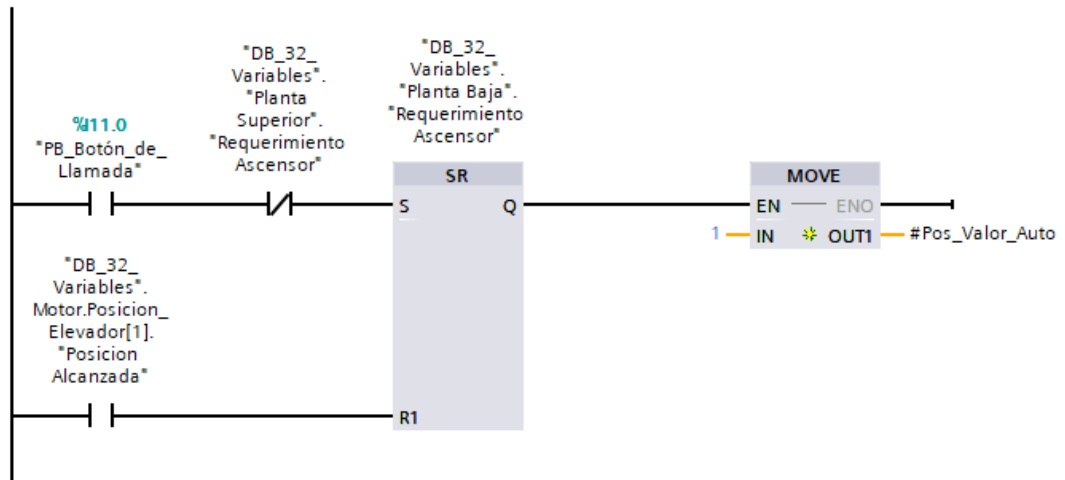 %I11.0
"PB_Botón_de_
Llamada"
"DB_32_
Variables".
"Planta
Superior".
"Requerimiento
Ascensor"
"DB_32_
Variables".
"Planta Baja".
"Requerimiento
Ascensor"
SR
S Q
R1
MOVE
EN ENO
1 IN OUT1 #Pos_Valor_Auto
"DB_32_
Variables".
Motor.Posicion_
Elevador[1].
"Posicion
Alcanzada"